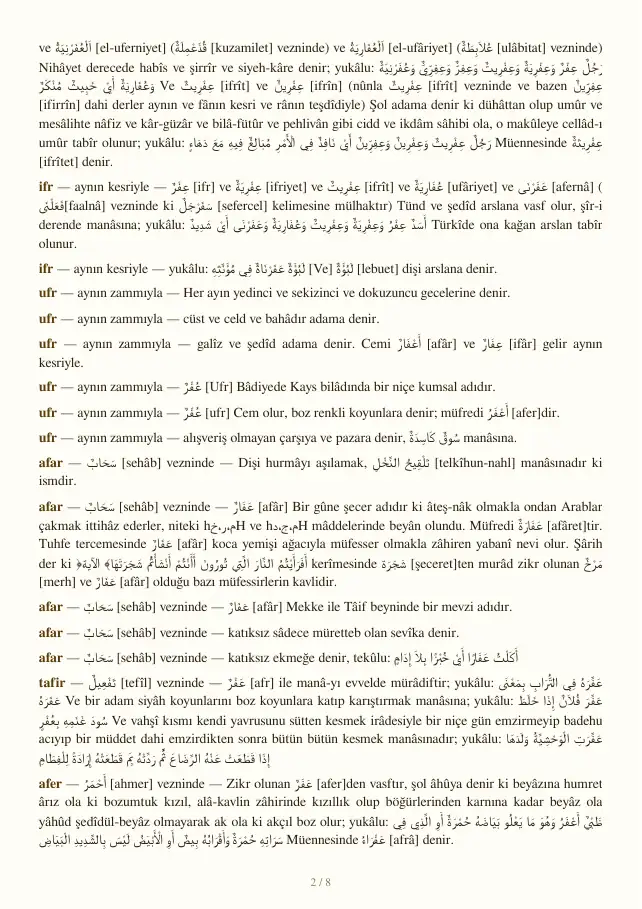 ve اَلْعُفَرْنِيَةُ [el-uferniyet] (قُذَعْمِلَةٌ [kuzamilet] vezninde) ve اَلْعُفَارِيَةُ [el-ufâriyet] (عُلاَبِطَةٌ [ulâbitat] vezninde)
Nihâyet derecede habîs ve şirrîr ve siyeh-kâre denir; yukâlu: رَجُلٌ عِفْرٌ وَعِفْرِيَةٌ وَعِفْرِيتٌ وَعِفِرٌّ وَعِفِرِيٌّ وَعُفَرْنِيَةٌ
وَعُفَارِيَةٌ أَيْ خَبِيثٌ مُنْكَرٌ Ve عِفْرِيتٌ [ifrît] ve عِفْرِينٌ [ifrîn] (nûnla عِفْرِيتٌ [ifrît] vezninde ve bazen عِفِرِّينٌ
[ifirrîn] dahi derler aynın ve fânın kesri ve rânın teşdîdiyle) Şol adama denir ki dühâttan olup umûr ve
mesâlihte nâfiz ve kâr-güzâr ve bilâ-fütûr ve pehlivân gibi cidd ve ikdâm sâhibi ola, o makûleye cellâd-ı
umûr tabîr olunur; yukâlu: رَجُلٌ عِفْرِيتٌ وَعِفْرِينٌ وَعِفِرِّينٌ أَيْ نَافِذٌ فِي الْأَمْرِ مُبَالِغٌ فِيهِ مَعَ دَهَاءٍ Müennesinde عِفْرِيتَةٌ
[ifrîtet] denir.
ifr — aynın kesriyle — عِفْرٌ [ifr] ve عِفْرِيَةٌ [ifriyet] ve عِفْرِيتٌ [ifrît] ve عُفَارِيَةٌ [ufâriyet] ve عَفَرْنَى [afernâ] (
فَعَلْنَى[faalnâ] vezninde ki سَفَرْجَلٌ [sefercel] kelimesine mülhaktır) Tünd ve şedîd arslana vasf olur, şîr-i
derende manâsına; yukâlu: أَسَدٌ عِفْرٌ وَعِفْرِيَةٌ وَعِفْرِيتٌ وَعُفَارِيَةٌ وَعَفَرْنَى أَيْ شَدِيدٌ Türkîde ona kağan arslan tabîr
olunur.
ifr — aynın kesriyle — yukâlu: لَبُؤَةٌ عَفَرْنَاةٌ فِي مُؤَنَّثِهِ [Ve] لَبُؤَةٌ [lebuet] dişi arslana denir.
ufr — aynın zammıyla — Her ayın yedinci ve sekizinci ve dokuzuncu gecelerine denir.
ufr — aynın zammıyla — cüst ve celd ve bahâdır adama denir.
ufr — aynın zammıyla — galîz ve şedîd adama denir. Cemi أَعْفَارٌ [afâr] ve عِفَارٌ [ifâr] gelir aynın
kesriyle.
ufr — aynın zammıyla — عُفْرٌ [Ufr] Bâdiyede Kays bilâdında bir niçe kumsal adıdır.
ufr — aynın zammıyla — عُفْرٌ [ufr] Cem olur, boz renkli koyunlara denir; müfredi أَعْفَرُ [afer]dir.
ufr — aynın zammıyla — alışveriş olmayan çarşıya ve pazara denir, سُوقٌ كَاسِدَةٌ manâsına.
afar — سَحَابٌ [sehâb] vezninde — Dişi hurmâyı aşılamak, تَلْقِيحُ النَّخْلِ [telkîhun-nahl] manâsınadır ki
ismdir.
afar — سَحَابٌ [sehâb] vezninde — عَفَارٌ [afâr] Bir gûne şecer adıdır ki âteş-nâk olmakla ondan Arablar
çakmak ittihâz ederler, niteki hم,ر,خH ve hم,ج,دH mâddelerinde beyân olundu. Müfredi عَفَارَةٌ [afâret]tir.
Tuhfe tercemesinde عَفَارٌ [afâr] koca yemişi ağacıyla müfesser olmakla zâhiren yabanî nevi olur. Şârih
der ki ﴿أَفَرَأَيْتُمُ النَّارَ الَّتِي تُورُونَ أَأَنْتُمْ أَنْشَأْتُمْ شَجَرَتَهَا﴾ الآية kerîmesinde شَجَرَة [şeceret]ten murâd zikr olunan مَرْخٌ
[merh] ve عَفَارٌ [afâr] olduğu bazı müfessirlerin kavlidir.
afar — سَحَابٌ [sehâb] vezninde — عَفَارٌ [afâr] Mekke ile Tâif beyninde bir mevzi adıdır.
afar — سَحَابٌ [sehâb] vezninde — katıksız sâdece müretteb olan sevîka denir.
afar — سَحَابٌ [sehâb] vezninde — katıksız ekmeğe denir, tekûlu: أَكَلْتُ عَفَارًا أَيْ خُبْزًا بِلاَ إِدَامٍ
tafir — تَفْعِيلٌ [tefîl] vezninde — عَفْرٌ [afr] ile manâ-yı evvelde mürâdiftir; yukâlu: عَفَّرَهُ فِي التُّرَابِ بِمَعْنَى
عَفَرَهُ Ve bir adam siyâh koyunlarını boz koyunlara katıp karıştırmak manâsına; yukâlu: عَفَّرَ فُلاَنٌ إِذَا خَلَطَ
سُودَ غَنَمِهِ بِعُفْرٍ Ve vahşî kısmı kendi yavrusunu sütten kesmek irâdesiyle bir niçe gün emzirmeyip badehu
acıyıp bir müddet dahi emzirdikten sonra bütün bütün kesmek manâsınadır; yukâlu: عَفَّرَتِ الْوَحْشِيَّةُ وَلَدَهَا
إِذَا قَطَعَتْ عَنْهُ الرَّضَاعَ ثُمَّ رَدَّتْهُ ثُمَّ قَطَعَتْهُ إِرَادَةً لِلْفِطَامِ
afer — أَحْمَرُ [ahmer] vezninde — Zikr olunan عَفَرٌ [afer]den vasftır, şol âhûya denir ki beyâzına humret
ârız ola ki bozumtuk kızıl, alâ-kavlin zâhirinde kızıllık olup böğürlerinden karnına kadar beyâz ola
yâhûd şedîdül-beyâz olmayarak ak ola ki akçıl boz olur; yukâlu: ظَبْيٌ أَعْفَرُ وَهُوَ مَا يَعْلُو بَيَاضَهُ حُمْرَةٌ أَوِ الَّذِي فِي
سَرَاتِهِ حُمْرَةٌ وَأَقْرَابُهُ بِيضٌ أَوِ الْأَبْيَضُ لَيْسَ بِالشَّدِيدِ الْبَيَاضِ Müennesinde عَفْرَاءُ [afrâ] denir.
2 / 8